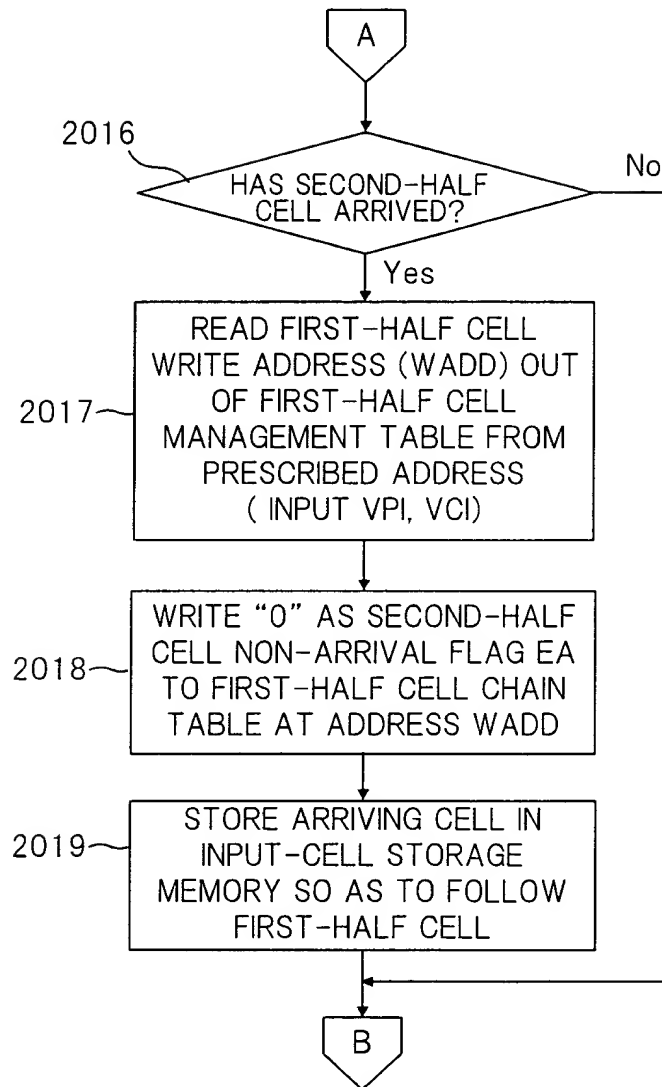 A
2016
HAS SECOND-HALF
CELL ARRIVED?
No
Yes
2017
READ FIRST-HALF CELL
WRITE ADDRESS (WADD) OUT
OF FIRST-HALF CELL
MANAGEMENT TABLE FROM
PRESCRIBED ADDRESS
( INPUT VPI, VCI)
2018
WRITE “0” AS SECOND-HALF
CELL NON-ARRIVAL FLAG EA
TO FIRST-HALF CELL CHAIN
TABLE AT ADDRESS WADD
2019
STORE ARRIVING CELL IN
INPUT-CELL STORAGE
MEMORY SO AS TO FOLLOW
FIRST-HALF CELL
B